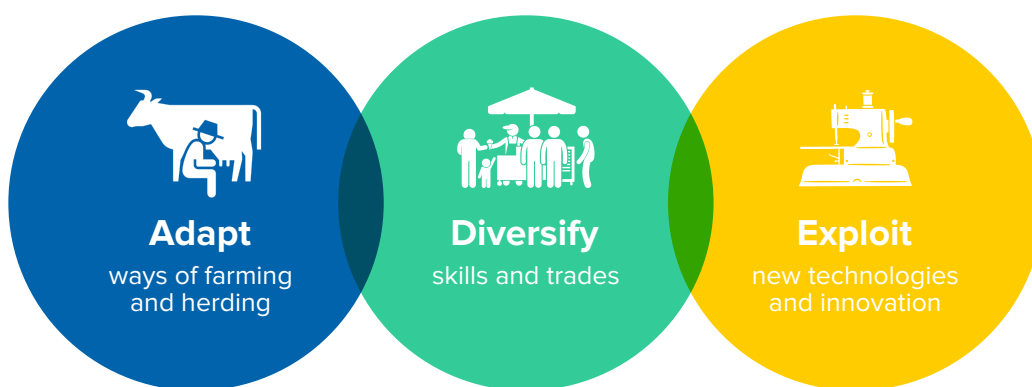 Adapt
ways of farming
and herding
Diversify
skills and trades
Exploit
new technologies
and innovation